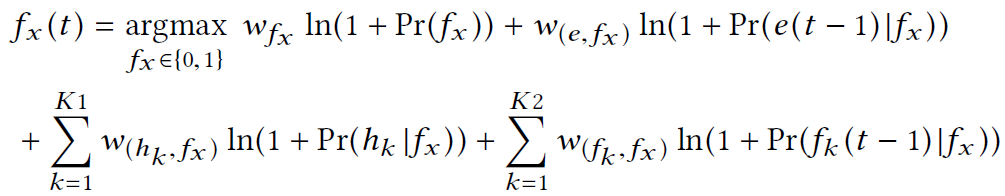 f_x(t) = argmax_{f_x∈{0,1}} w_{f_x} ln(1 + Pr(f_x)) + w_{(e,f_x)} ln(1 + Pr(e(t − 1)|f_x))
+ ∑_{k=1}^{K1} w_{(h_k,f_x)} ln(1 + Pr(h_k|f_x)) + ∑_{k=1}^{K2} w_{(f_k,f_x)} ln(1 + Pr(f_k(t − 1)|f_x))